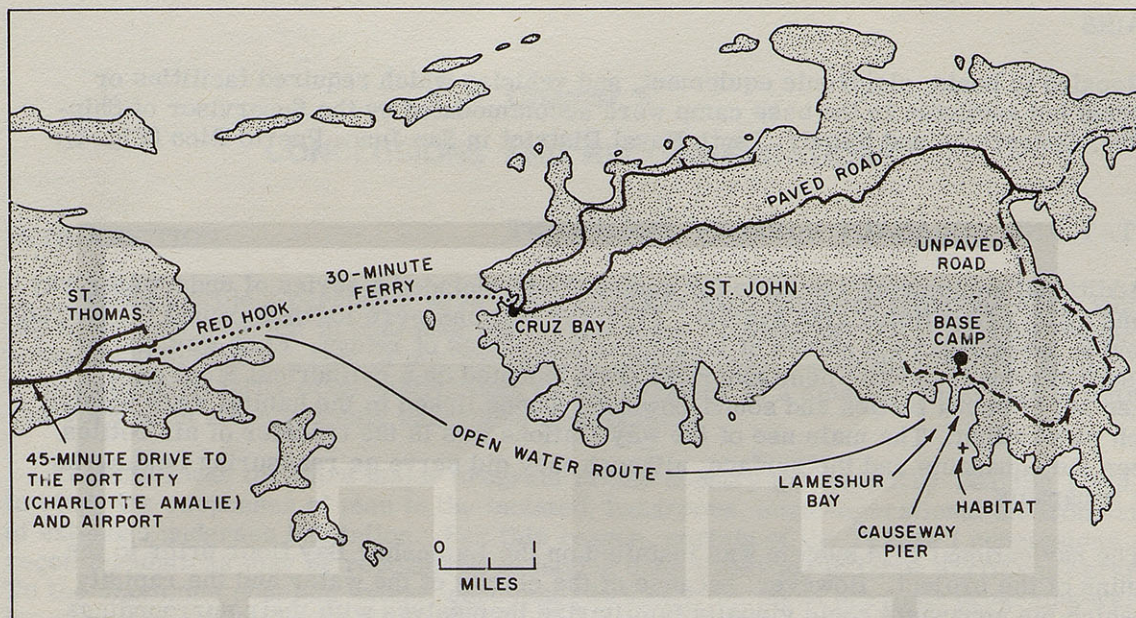 PAVED ROAD
UNPAVED
ROAD
30-MINUTE
FERRY
ST.
THOMAS
RED HOOK
ST. JOHN
CRUZ BAY
BASE
CAMP
OPEN WATER ROUTE
45-MINUTE DRIVE TO
THE PORT CITY
(CHARLOTTE AMALIE)
AND AIRPORT
LAMESHUR
BAY
HABITAT
CAUSEWAY
PIER
0
MILES